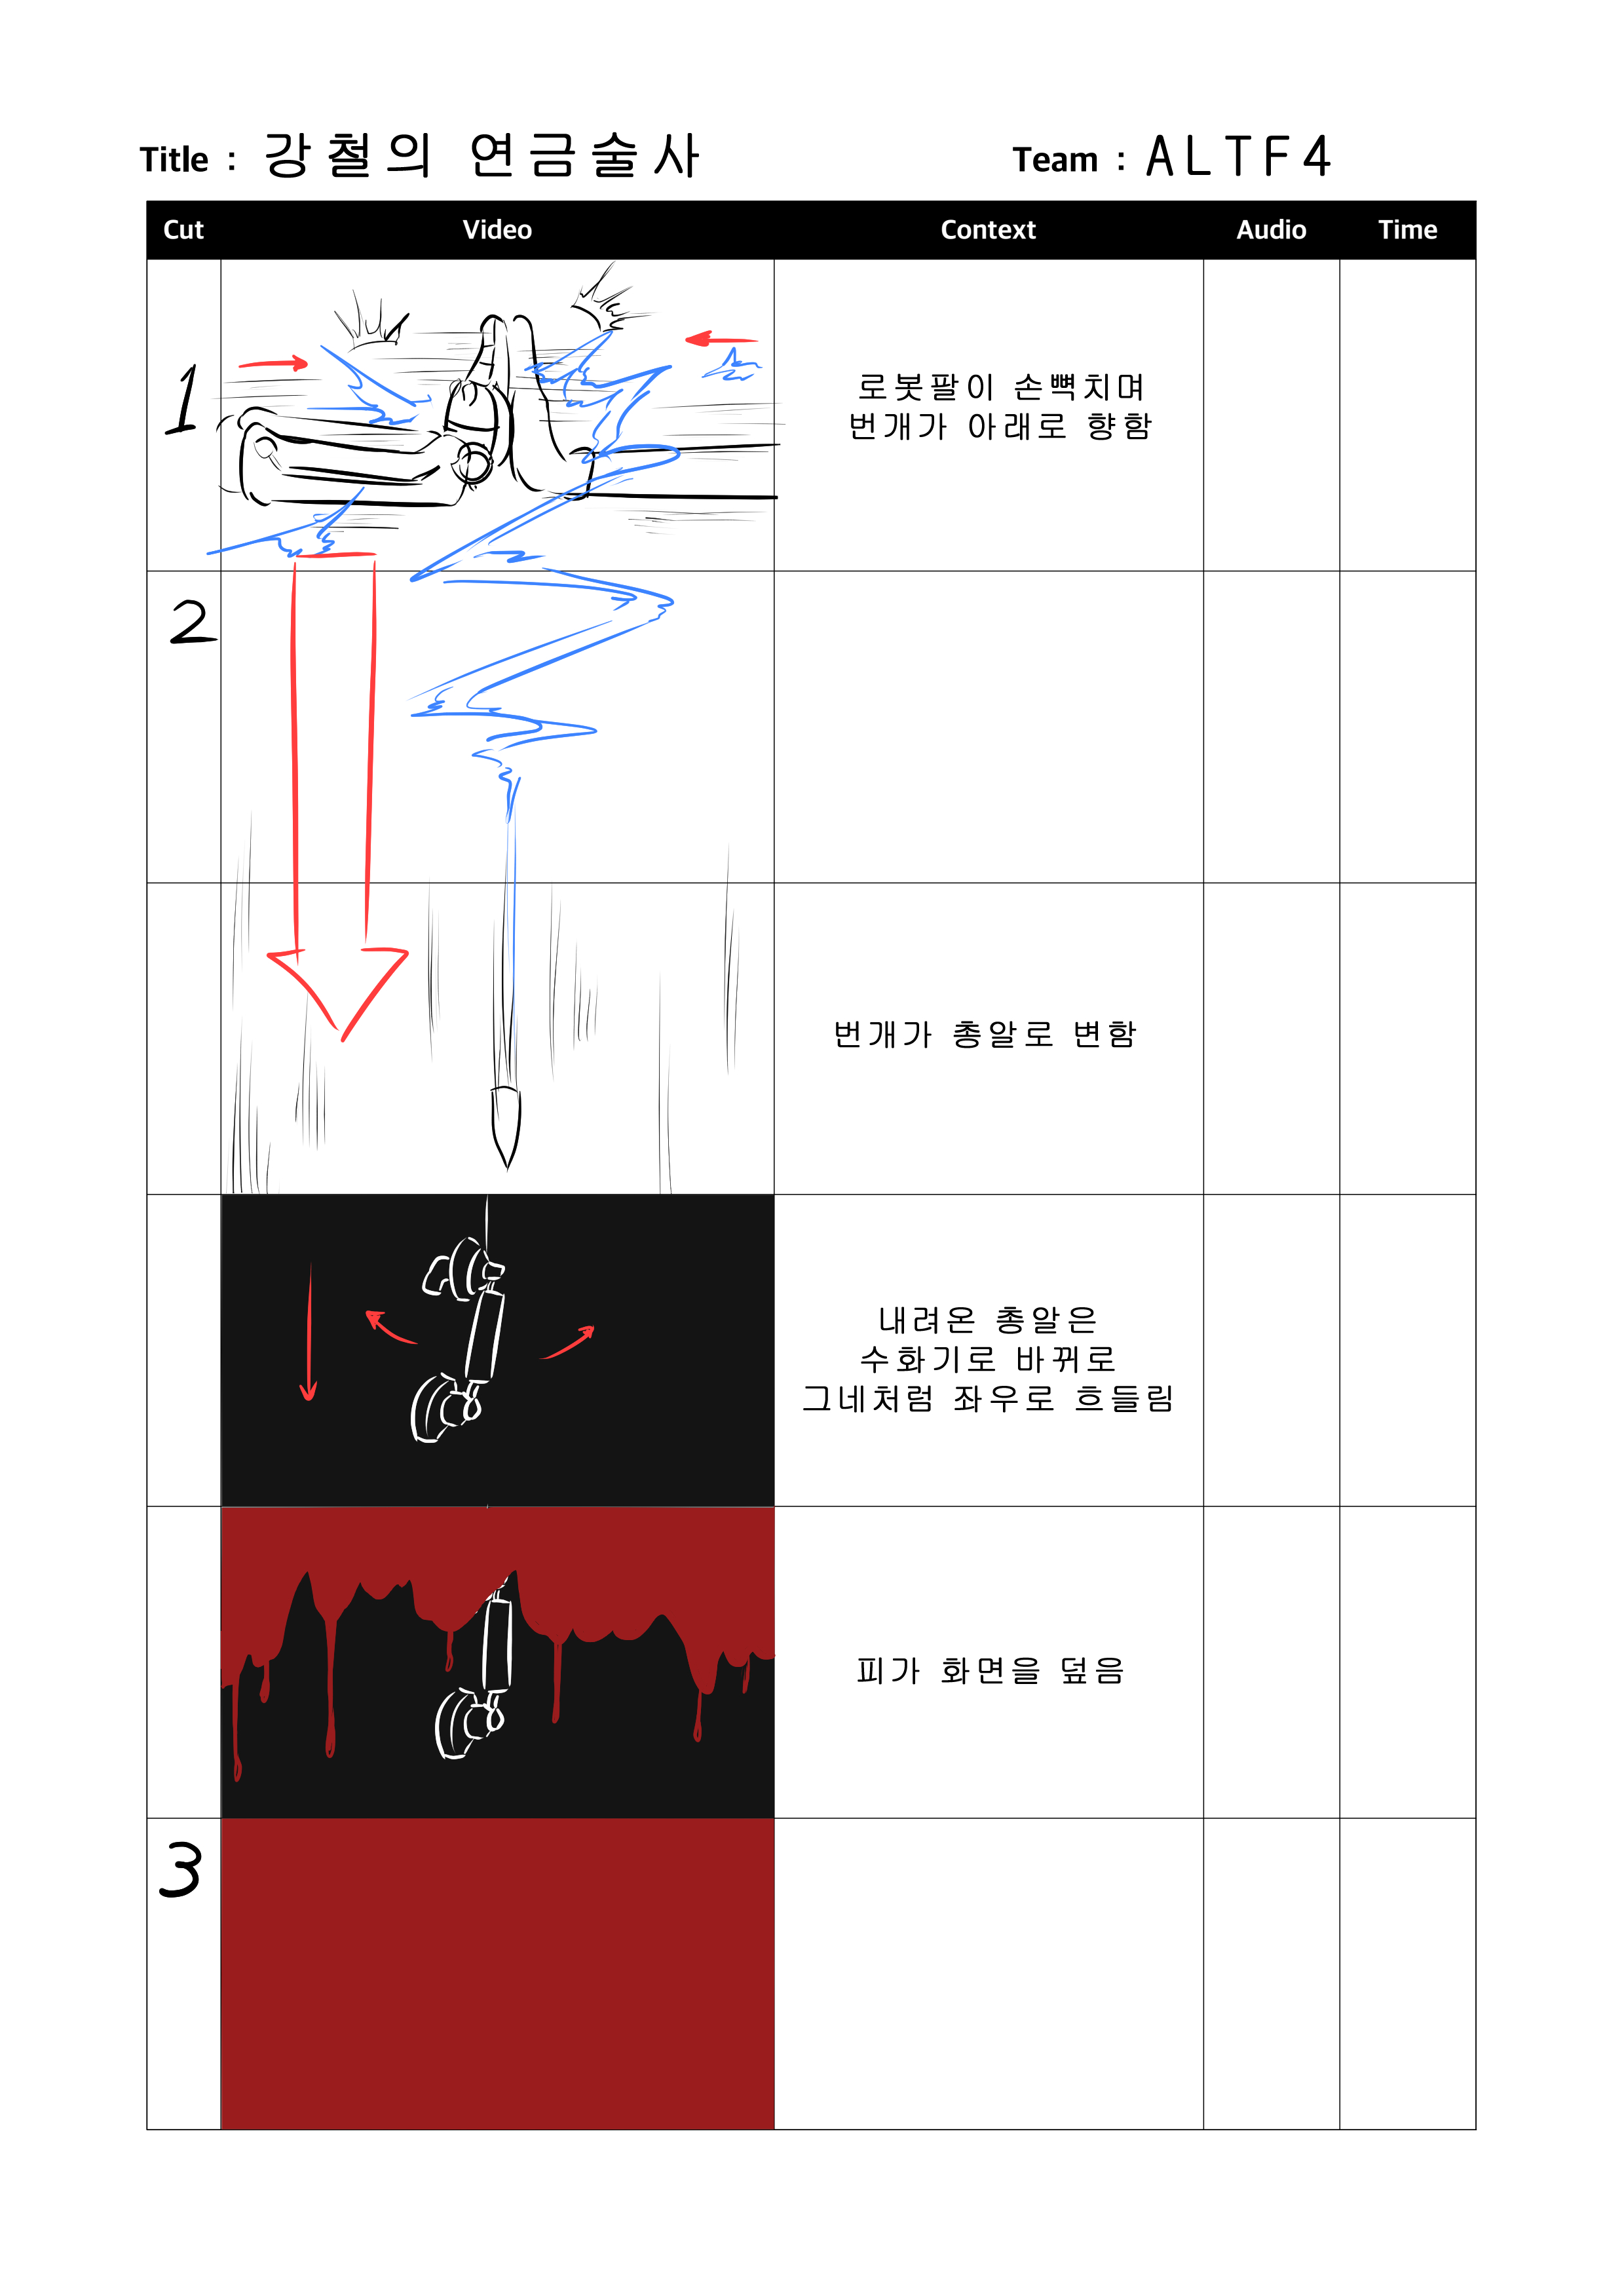 Title : 강철의 연금술사
Team : ALTF4
Cut Video Context Audio Time
1
로봇팔이 손뼉치며
번개가 아래로 향함
2
번개가 총알로 변함
내려온 총알은
수화기로 바뀌로
그네처럼 좌우로 흐들림
피가 화면을 덮음
3